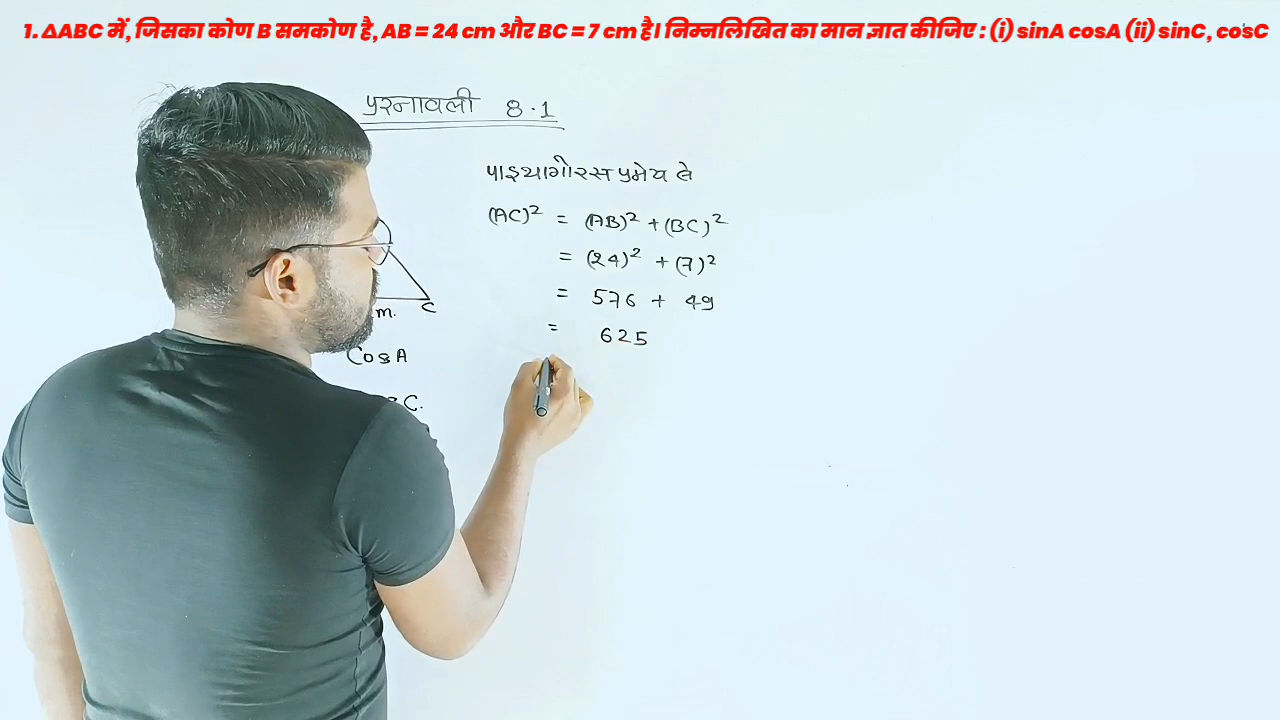 1. ΔABC में, जिसका कोण B समकोण है, AB = 24 cm और BC = 7 cm है। निम्नलिखित का मान ज्ञात कीजिए : (i) sinA cosA (ii) sinC, cosC
प्रश्नावली 8.1
पाइथागोरस प्रमेय से
(AC)² = (AB)² + (BC)²
= (24)² + (7)²
= 576 + 49
= 625
C
m.
Cos A
C.